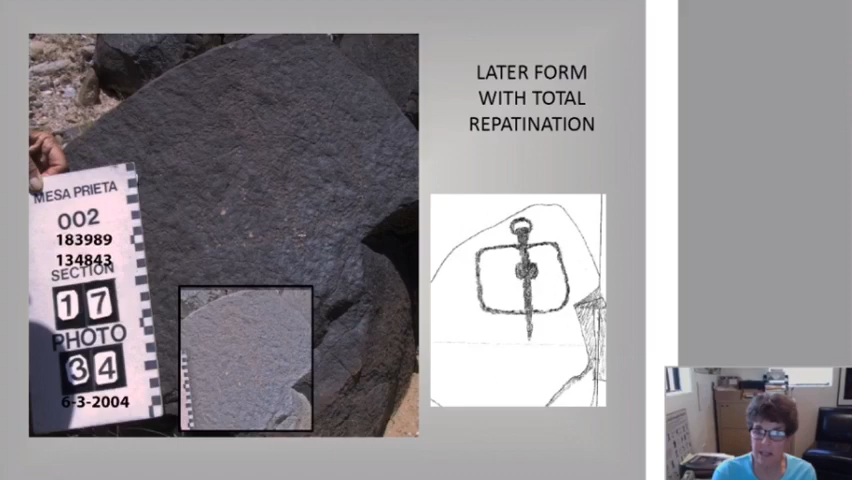 LATER FORM
WITH TOTAL
REPATINATION
MESA PRIETA
002
183989
134843
SECTION
17
PHOTO
34
6-3-2004